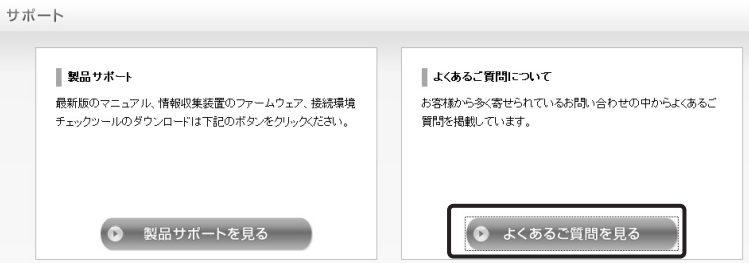 サポート
製品サポート
最新版のマニュアル、情報収集装置のファームウェア、接続環境
チェックツールのダウンロードは下記のボタンをクリックください。
製品サポートを見る
よくあるご質問について
お客様から多く寄せられているお問い合わせの中からよくあるご
質問を掲載しています。
よくあるご質問を見る